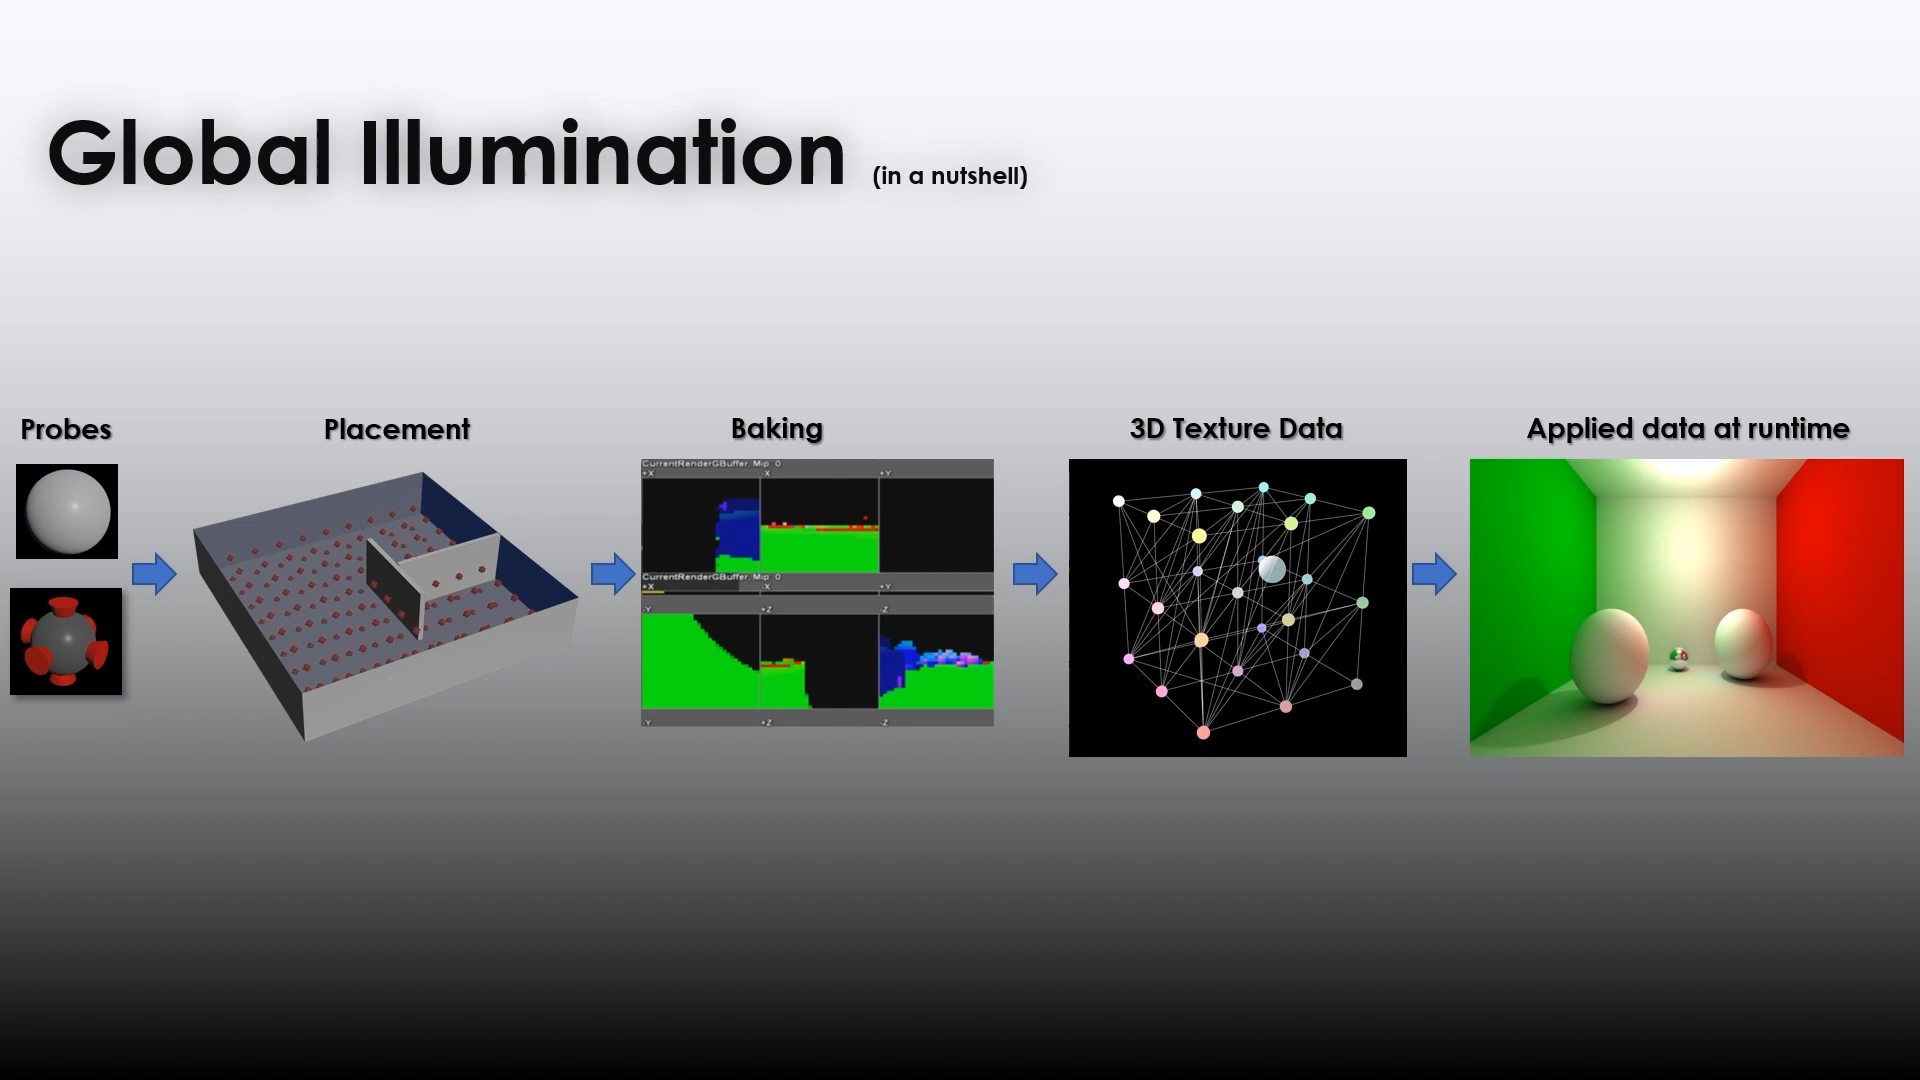 Global Illumination (in a nutshell)
Probes
Placement
Baking
3D Texture Data
Applied data at runtime
CurrentRenderGBuffer, Mip 0
+X -X +Y
CurrentRenderGBuffer, Mip 0
+X -X +Y
-Y +Z -Z
-Y +Z -Z